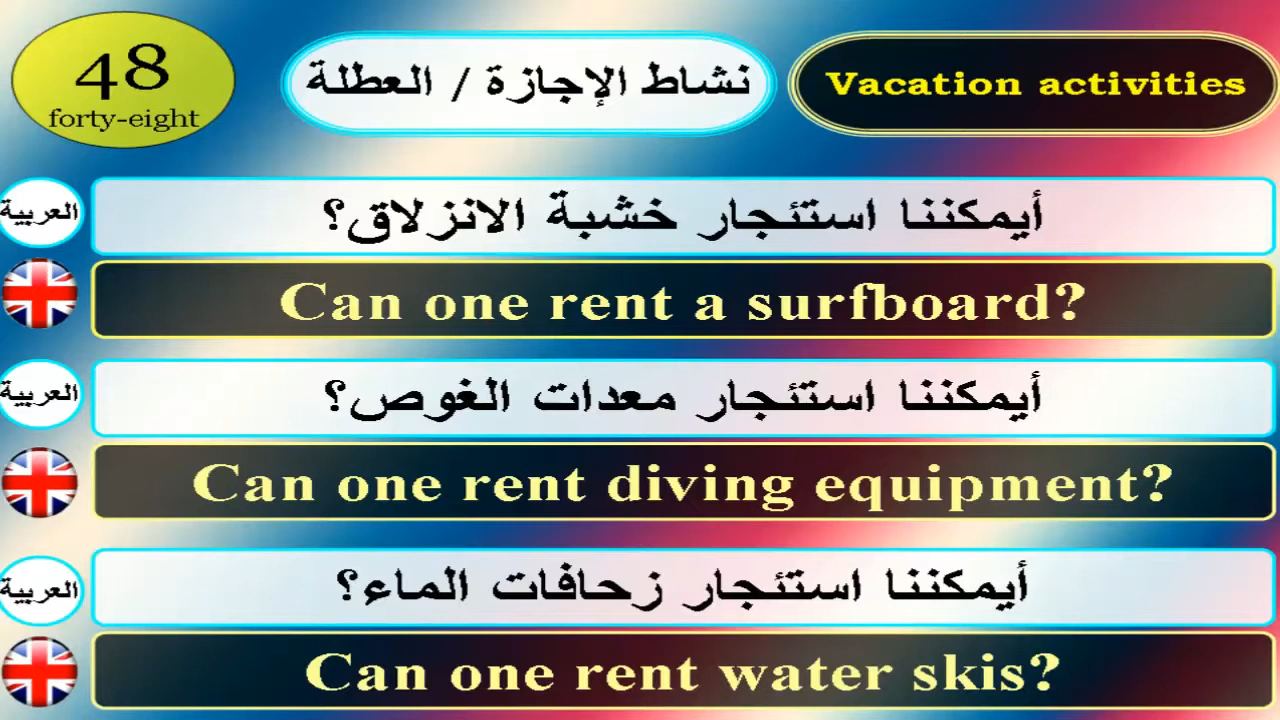 48
forty-eight
نشاط الإجازة / العطلة
Vacation activities
العربية
أيمكننا استئجار خشبة الانزلاق؟
Can one rent a surfboard?
العربية
أيمكننا استئجار معدات الغوص؟
Can one rent diving equipment?
العربية
أيمكننا استئجار زحافات الماء؟
Can one rent water skis?